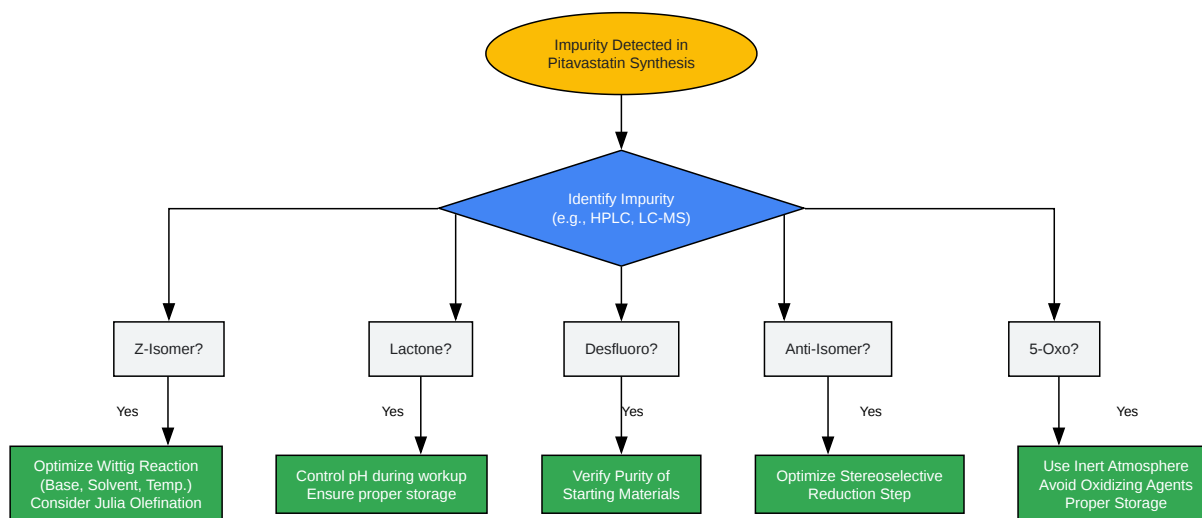 Impurity Detected in
Pitavastatin Synthesis
Identify Impurity
(e.g., HPLC, LC-MS)
Z-Isomer?
Lactone?
Desfluoro?
Anti-Isomer?
5-Oxo?
Yes
Yes
Yes
Yes
Yes
Optimize Wittig Reaction
(Base, Solvent, Temp.)
Consider Julia Olefination
Control pH during workup
Ensure proper storage
Verify Purity of
Starting Materials
Optimize Stereoselective
Reduction Step
Use Inert Atmosphere
Avoid Oxidizing Agents
Proper Storage